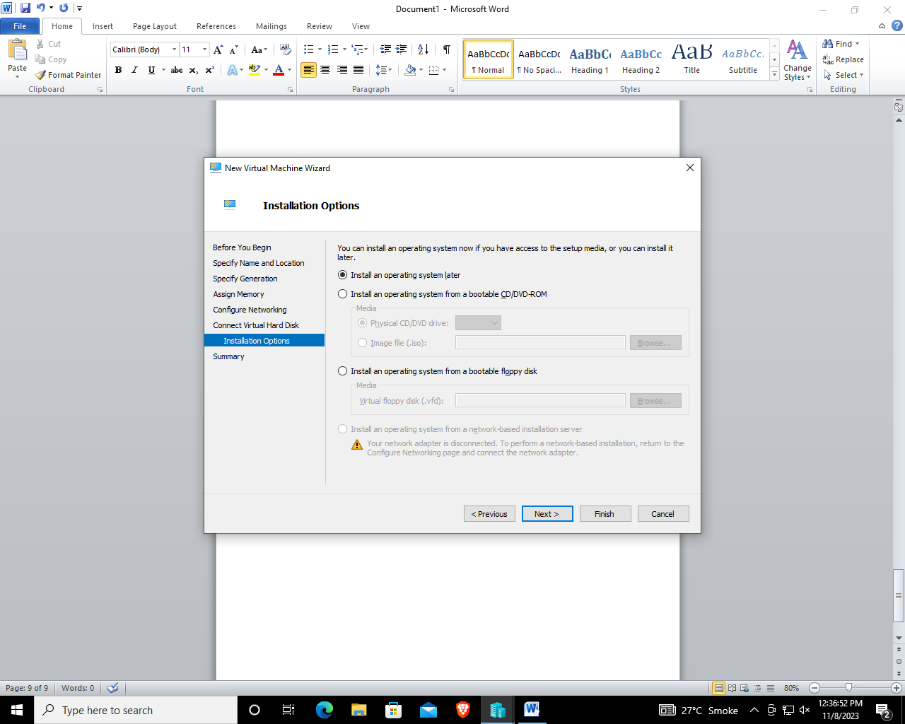 Document1 - Microsoft Word
File Home Insert Page Layout References Mailings Review View
Paste
Cut
Copy
Format Painter
Clipboard
Calibri (Body) 11
Font
Paragraph
AaBbCcDc AaBbCcDc AaBbC AaBbCc AaB AaBbCc.
¶ Normal ¶ No Spaci... Heading 1 Heading 2 Title Subtitle
Change
Styles
Styles
Find
Replace
Select
Editing
New Virtual Machine Wizard
Installation Options
Before You Begin
Specify Name and Location
Specify Generation
Assign Memory
Configure Networking
Connect Virtual Hard Disk
Installation Options
Summary
You can install an operating system now if you have access to the setup media, or you can install it
later.
Install an operating system later
Install an operating system from a bootable CD/DVD-ROM
Media
Physical CD/DVD drive:
Image file (.iso): Browse...
Install an operating system from a bootable floppy disk
Media
Virtual floppy disk (.vfd): Browse...
Install an operating system from a network-based installation server
Your network adapter is disconnected. To perform a network-based installation, return to the
Configure Networking page and connect the network adapter.
< Previous Next > Finish Cancel
Page: 9 of 9 Words: 0 80%
Type here to search
27°C Smoke
12:36:52 PM
11/8/2023
2